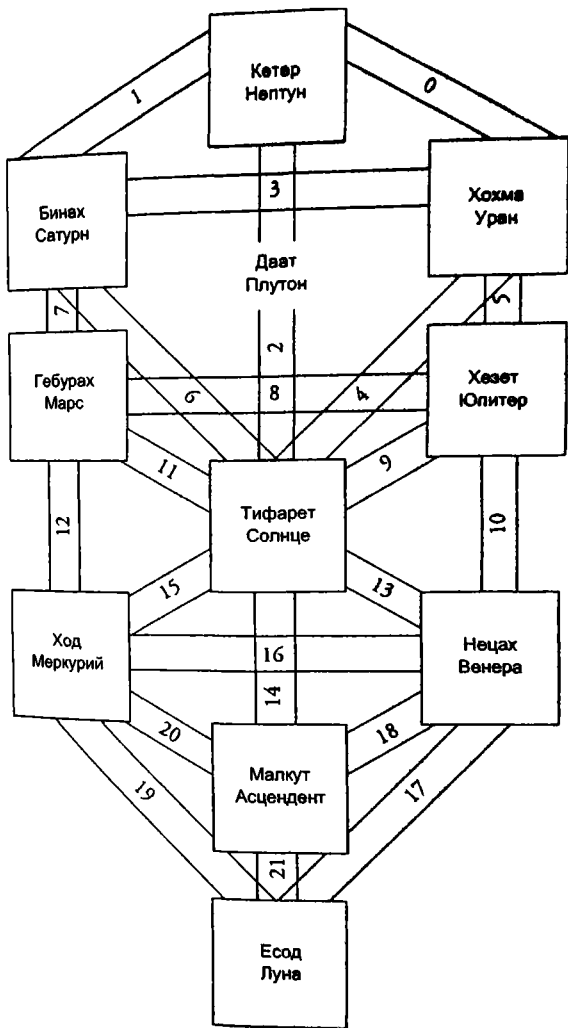 Кетер
Нептун
1
0
Бинах
Сатурн
3
Хохма
Уран
Даат
Плутон
7
5
2
Гебурах
Марс
6
8
4
Хезет
Юпитер
11
9
12
Тифарет
Солнце
10
15
13
Ход
Меркурий
16
Нецах
Венера
14
20
18
Малкут
Асцендент
19
17
21
Есод
Луна